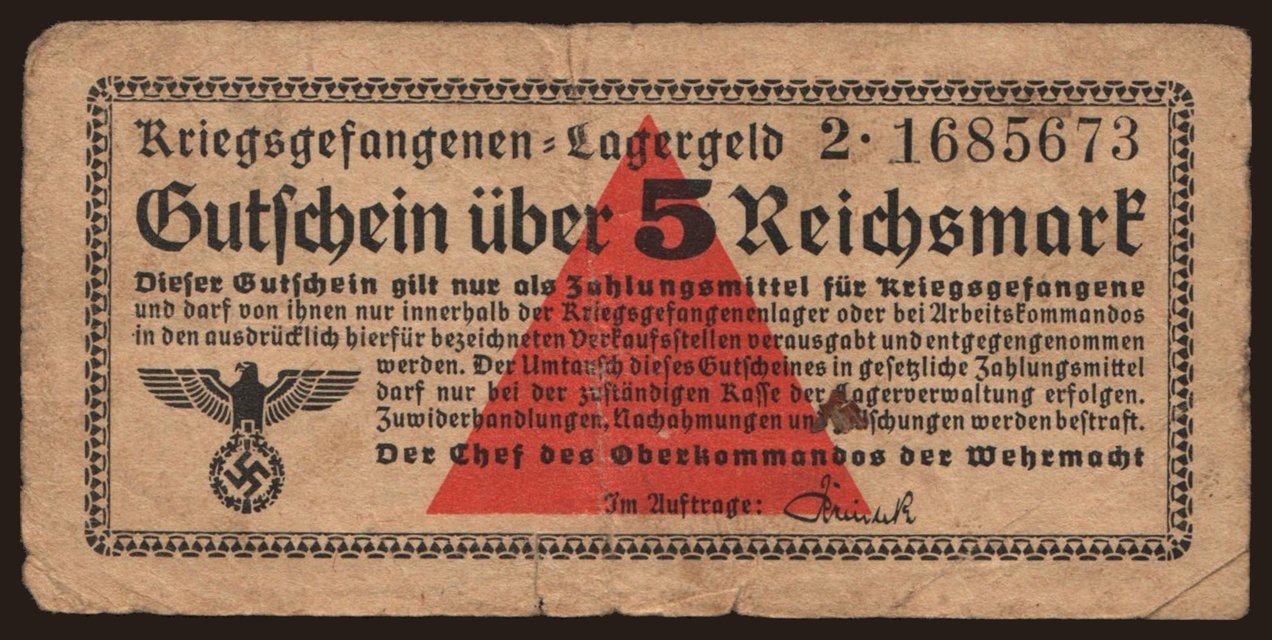 Kriegsgefangenen-Lagergeld 2· 1685673
Gutschein über 5 Reichsmark
Dieser Gutschein gilt nur als Zahlungsmittel für Kriegsgefangene
und darf von ihnen nur innerhalb der Kriegsgefangenenlager oder bei Arbeitskommandos
in den ausdrücklich hierfür bezeichneten Verkaufsstellen verausgabt und entgegengenommen
werden. Der Umtausch dieses Gutscheines in gesetzliche Zahlungsmittel
darf nur bei der zuständigen Kasse der Lagerverwaltung erfolgen.
Zuwiderhandlungen, Nachahmungen und Fälschungen werden bestraft.
Der Chef des Oberkommandos der Wehrmacht
Im Auftrage: